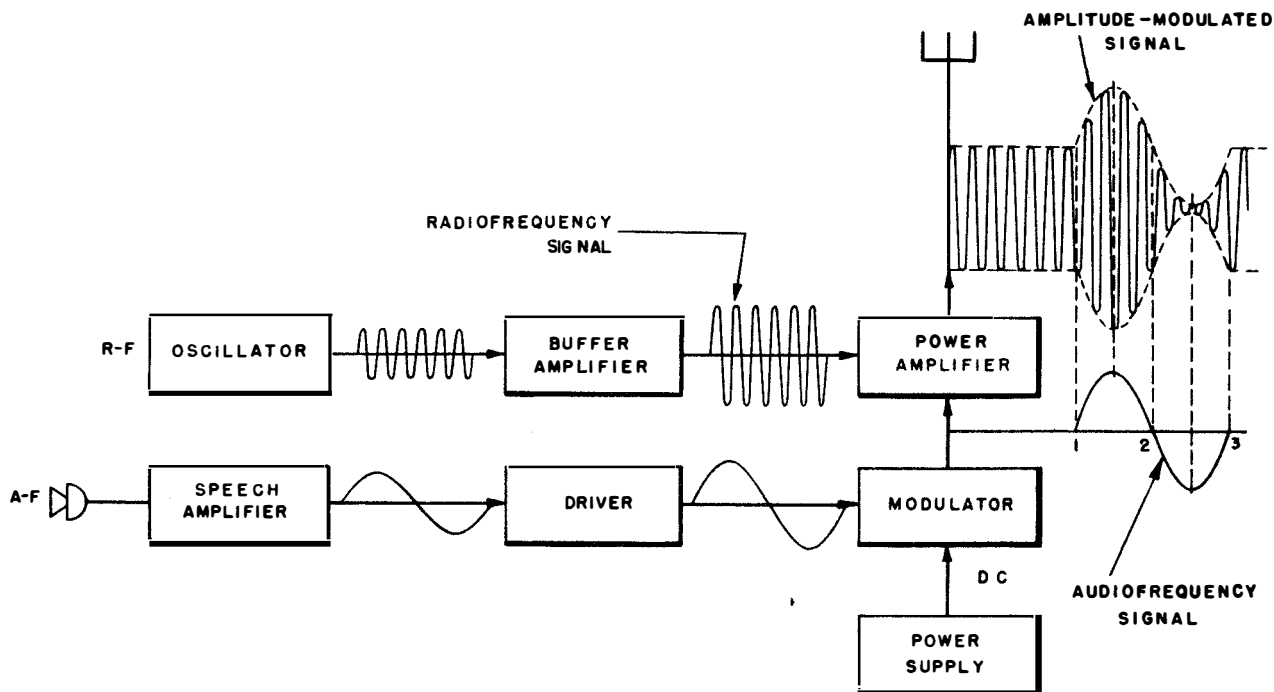 AMPLITUDE-MODULATED
SIGNAL
RADIOFREQUENCY
SIGNAL
R-F
OSCILLATOR
BUFFER
AMPLIFIER
POWER
AMPLIFIER
1
2
3
A-F
SPEECH
AMPLIFIER
DRIVER
MODULATOR
DC
AUDIOFREQUENCY
SIGNAL
POWER
SUPPLY